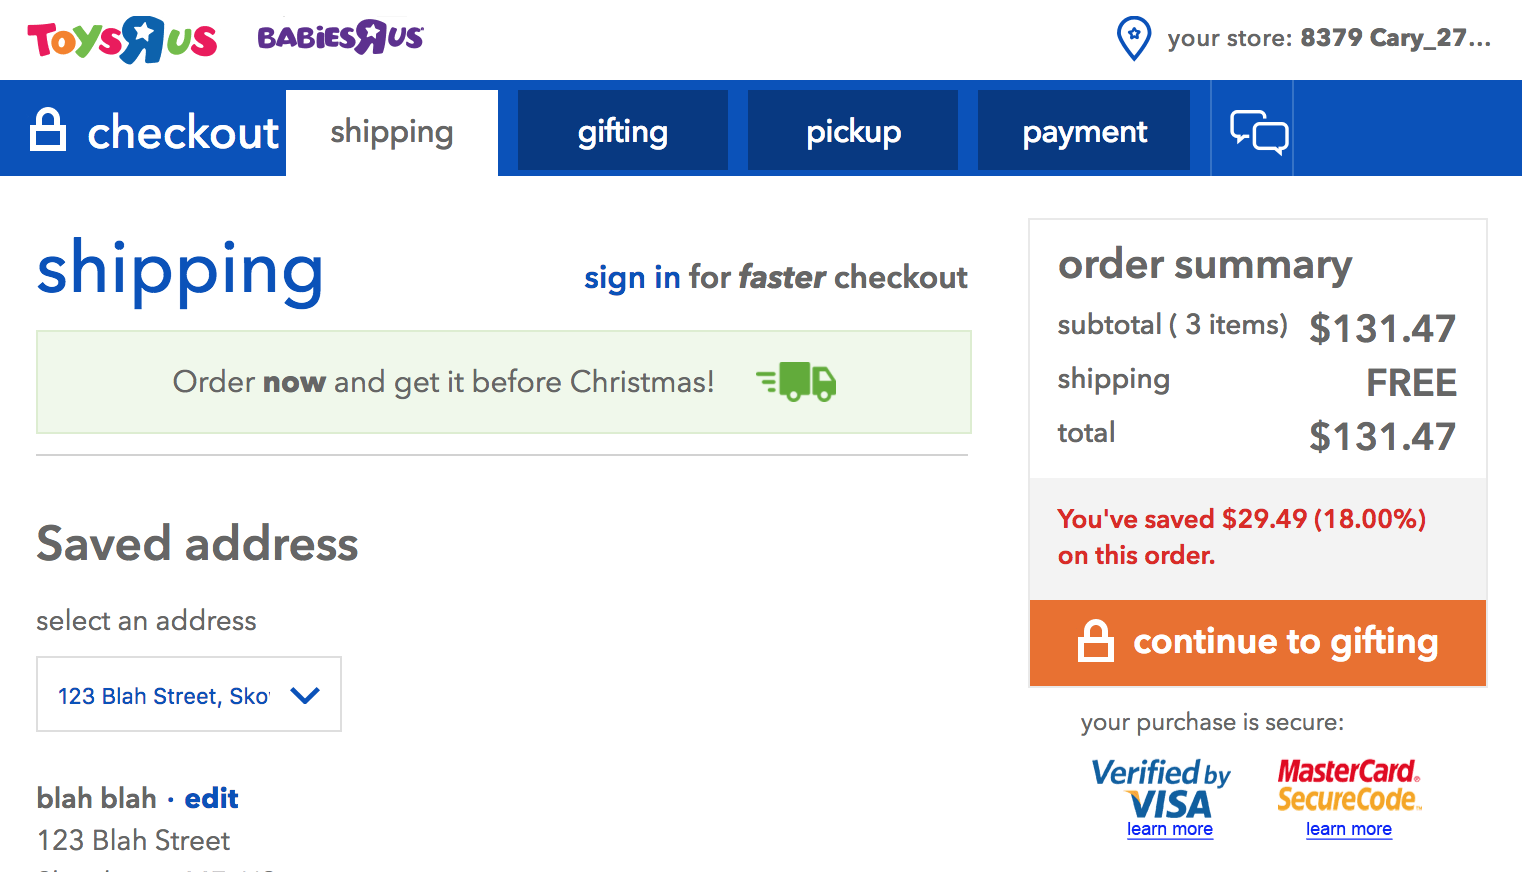 TOYSRUS BABIESRUS your store: 8379 Cary_27...
checkout shipping gifting pickup payment
shipping
sign in for faster checkout
Order now and get it before Christmas!
Saved address
select an address
123 Blah Street, Sko
blah blah · edit
123 Blah Street
order summary
subtotal ( 3 items) $131.47
shipping FREE
total $131.47
You've saved $29.49 (18.00%)
on this order.
continue to gifting
your purchase is secure:
Verified by
VISA
learn more
MasterCard®
SecureCode™
learn more